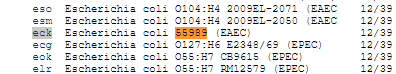 eso Escherichia coli O104:H4 2009EL-2071 (EAEC 12/39
esm Escherichia coli O104:H4 2009EL-2050 (EAEC 12/39
eck Escherichia coli 55989 (EAEC) 12/39
ecg Escherichia coli O127:H6 E2348/69 (EPEC) 12/39
eok Escherichia coli O55:H7 CB9615 (EPEC) 12/39
elr Escherichia coli O55:H7 RM12579 (EPEC) 12/39